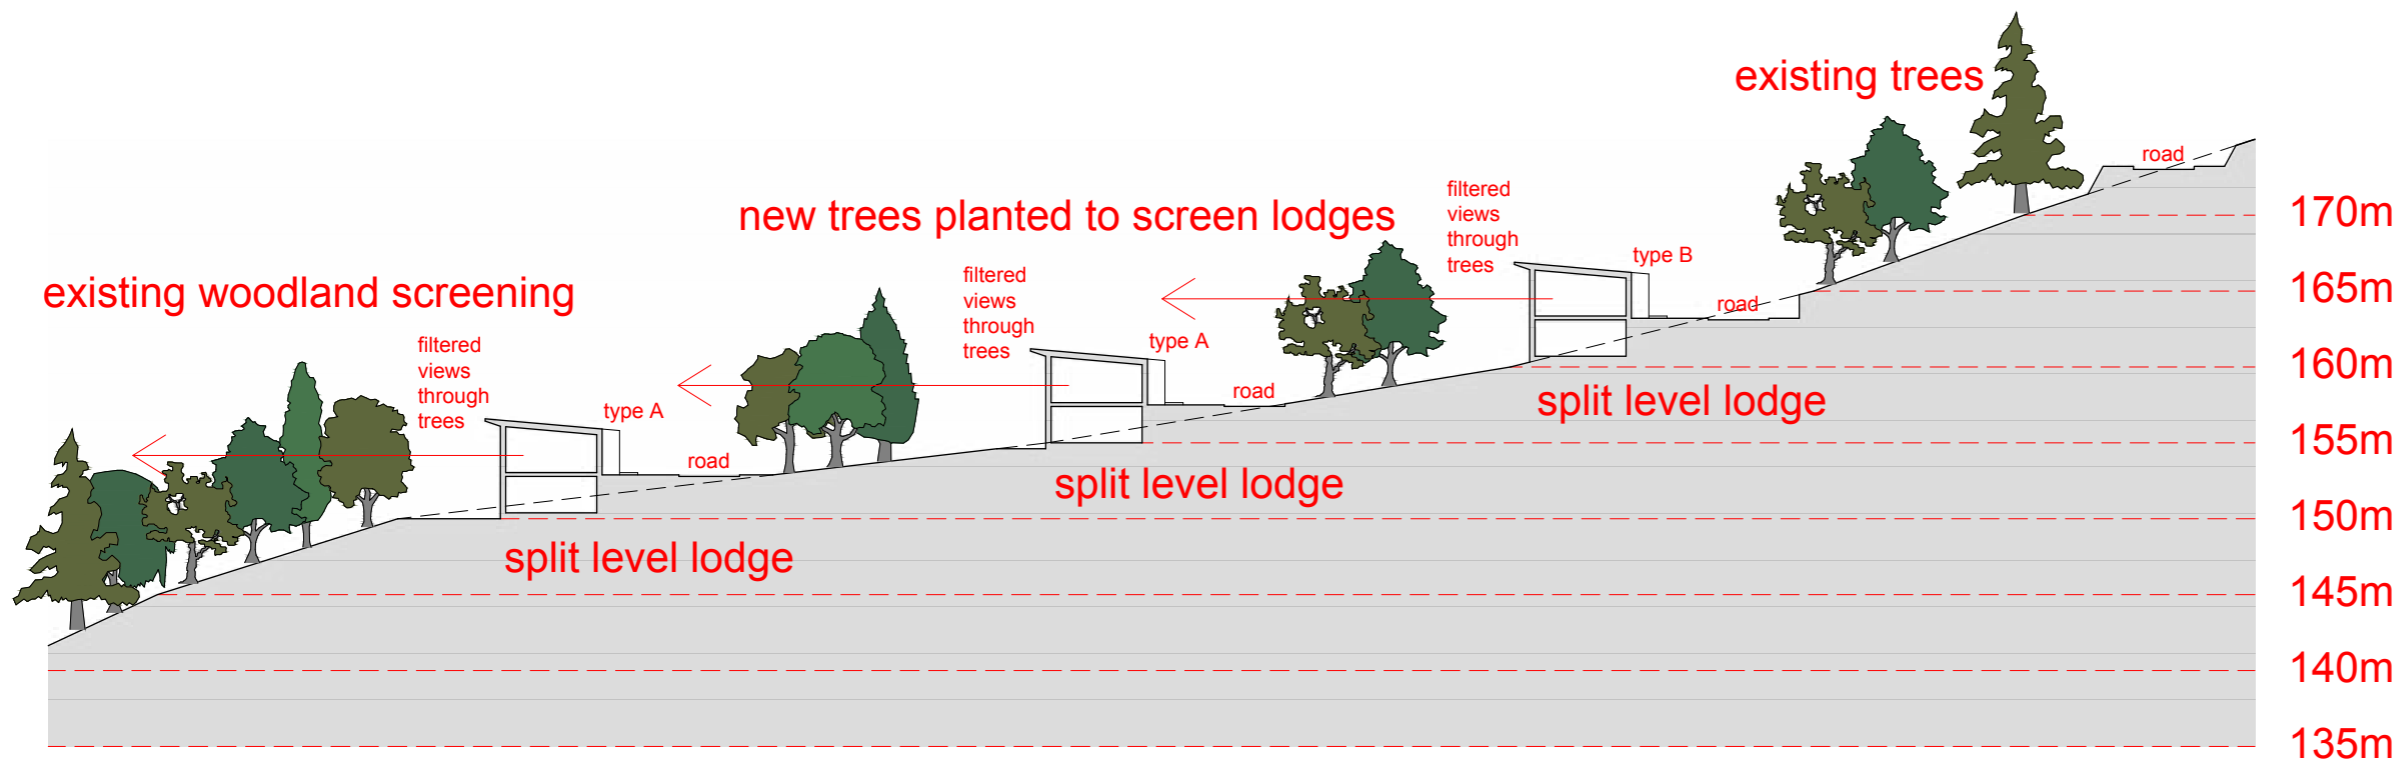 existing trees
road
170m
filtered
views
through
trees
new trees planted to screen lodges
type B
165m
filtered
views
through
trees
existing woodland screening
road
type A
160m
filtered
views
through
trees
road
split level lodge
type A
155m
road
split level lodge
150m
split level lodge
145m
140m
135m